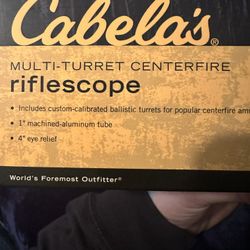 Cabela's®
MULTI-TURRET CENTERFIRE
riflescope
• Includes custom-calibrated ballistic turrets for popular centerfire am
• 1" machined-aluminum tube
• 4" eye relief
World's Foremost Outfitter®